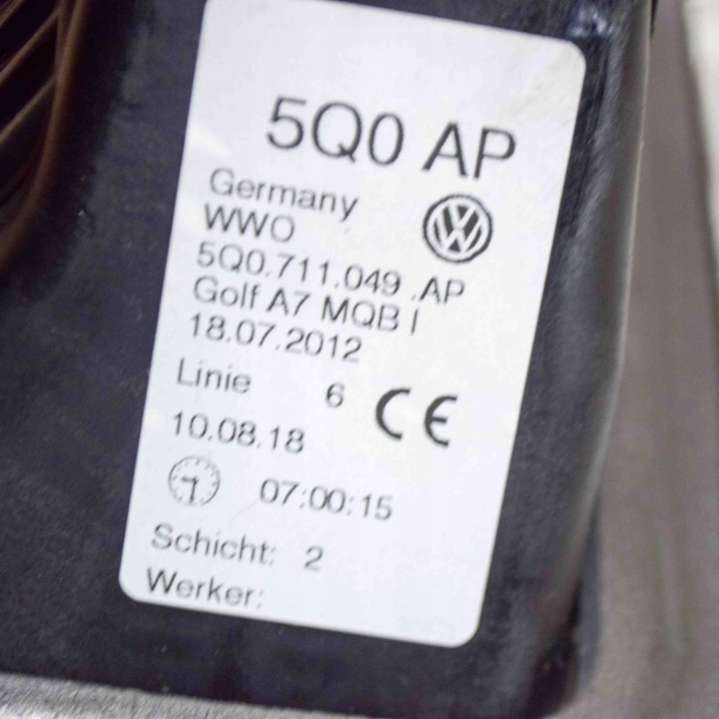 5Q0 AP
Germany
WWO
5Q0.711.049 .AP
Golf A7 MQB I
18.07.2012
Linie 6 CE
10.08.18
07:00:15
Schicht: 2
Werker: